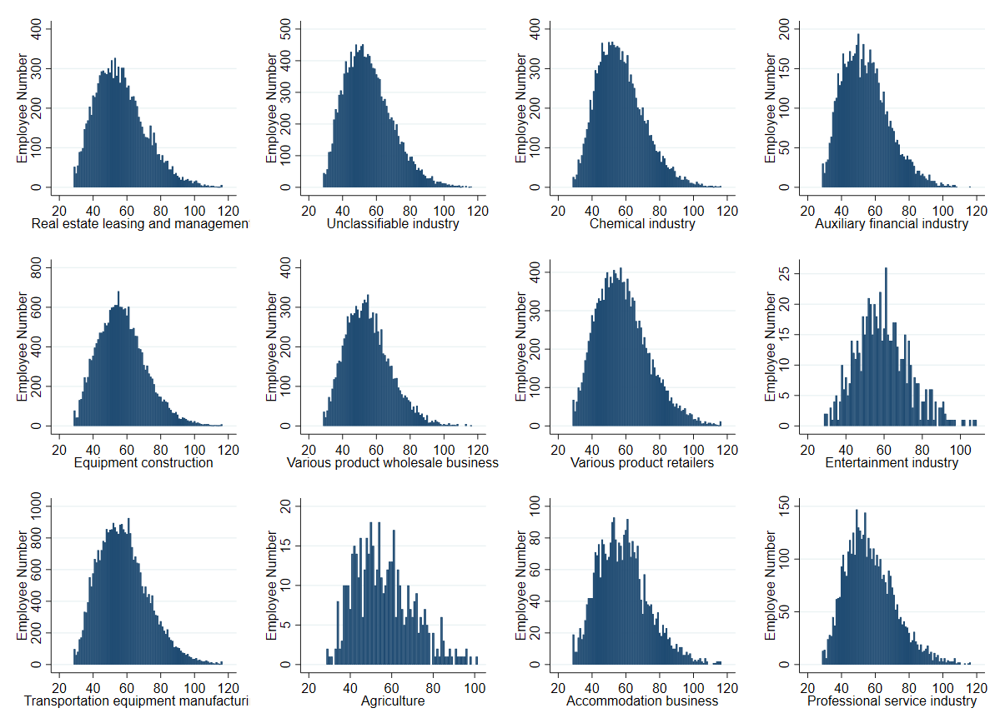 Employee Number
0 100 200 300 400
20 40 60 80 100 120
Real estate leasing and managemen
Employee Number
0 100 200 300 400 500
20 40 60 80 100 120
Unclassifiable industry
Employee Number
0 100 200 300 400
20 40 60 80 100 120
Chemical industry
Employee Number
0 50 100 150 200
20 40 60 80 100 120
Auxiliary financial industry
Employee Number
0 200 400 600 800
20 40 60 80 100 120
Equipment construction
Employee Number
0 100 200 300 400
20 40 60 80 100 120
Various product wholesale business
Employee Number
0 100 200 300 400
20 40 60 80 100 120
Various product retailers
Employee Number
0 5 10 15 20 25
20 40 60 80 100
Entertainment industry
Employee Number
0 200 400 600 800 1000
20 40 60 80 100 120
Transportation equipment manufacturi
Employee Number
0 5 10 15 20
20 40 60 80 100
Agriculture
Employee Number
0 20 40 60 80 100
20 40 60 80 100 120
Accommodation business
Employee Number
0 50 100 150
20 40 60 80 100 120
Professional service industry